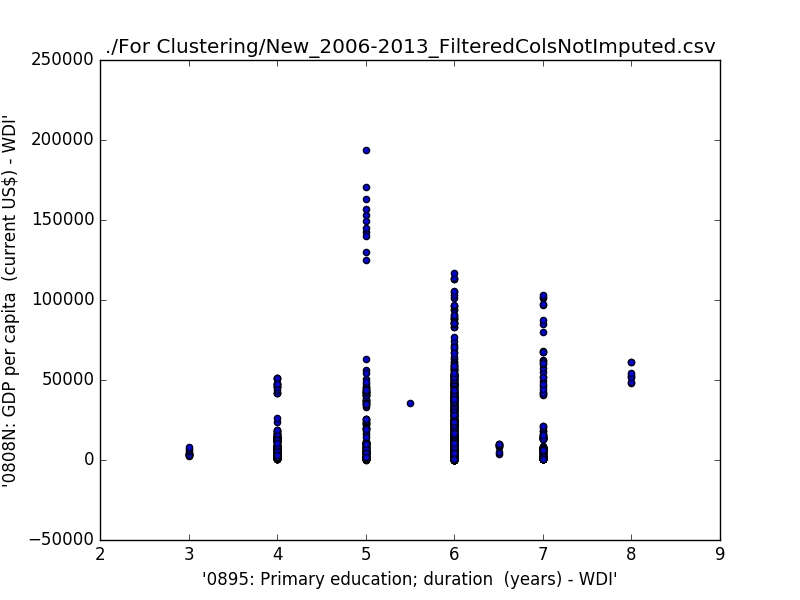 ./For Clustering/New_2006-2013_FilteredColsNotImputed.csv
250000
200000
150000
100000
50000
0
−50000
'0808N: GDP per capita  (current US$) - WDI'
2 3 4 5 6 7 8 9
'0895: Primary education; duration  (years) - WDI'